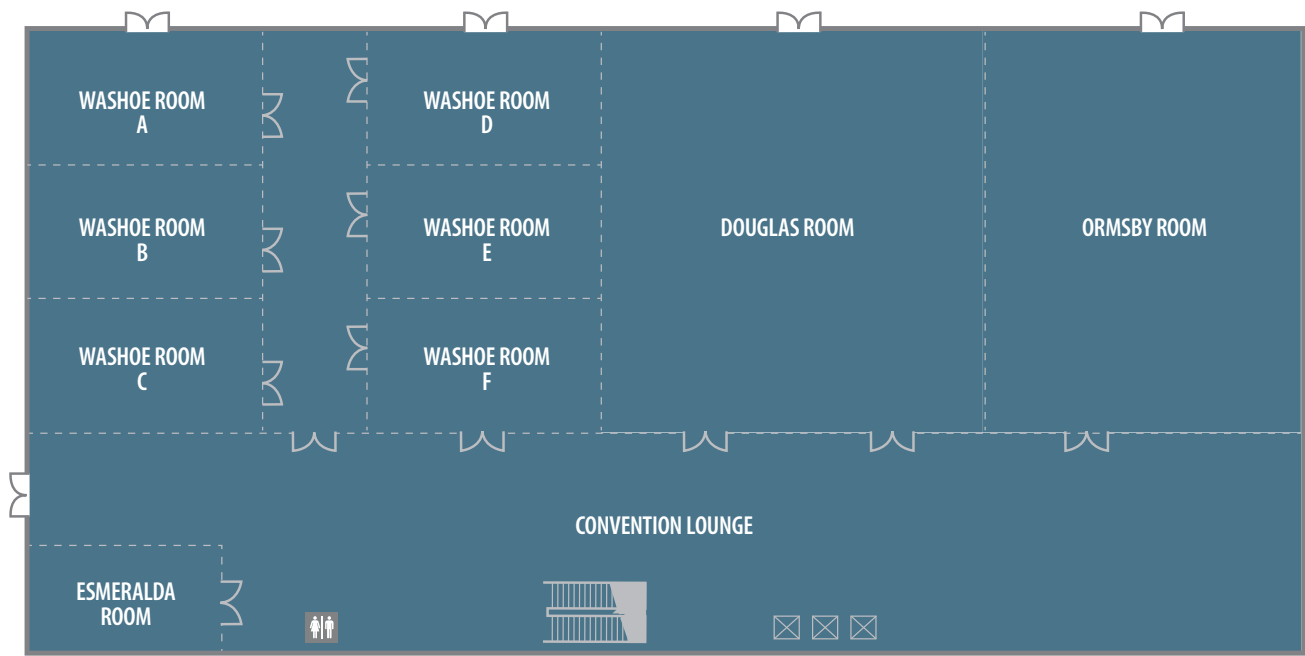 WASHOE ROOM
A
WASHOE ROOM
D
WASHOE ROOM
B
WASHOE ROOM
E
DOUGLAS ROOM
ORMSBY ROOM
WASHOE ROOM
C
WASHOE ROOM
F
CONVENTION LOUNGE
ESMERALDA
ROOM